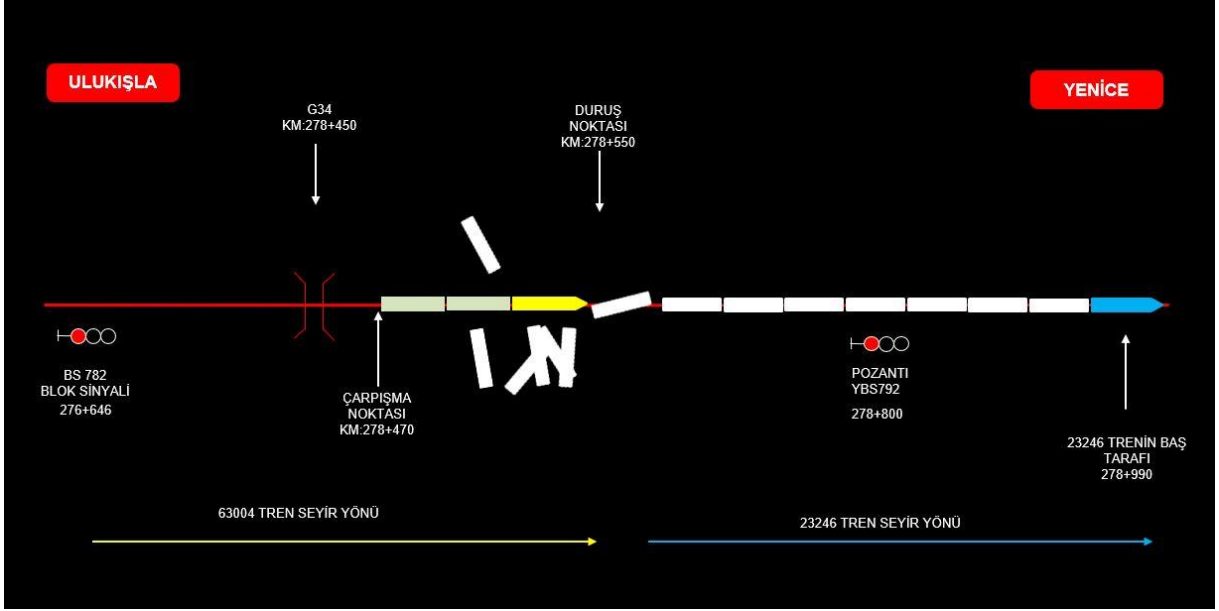 ULUKIŞLA
YENİCE
G34
KM:278+450
DURUŞ
NOKTASI
KM:278+550
BS 782
BLOK SİNYALİ
276+646
ÇARPIŞMA
NOKTASI
KM:278+470
POZANTI
YBS792
278+800
23246 TRENİN BAŞ
TARAFI
278+990
63004 TREN SEYİR YÖNÜ
23246 TREN SEYİR YÖNÜ